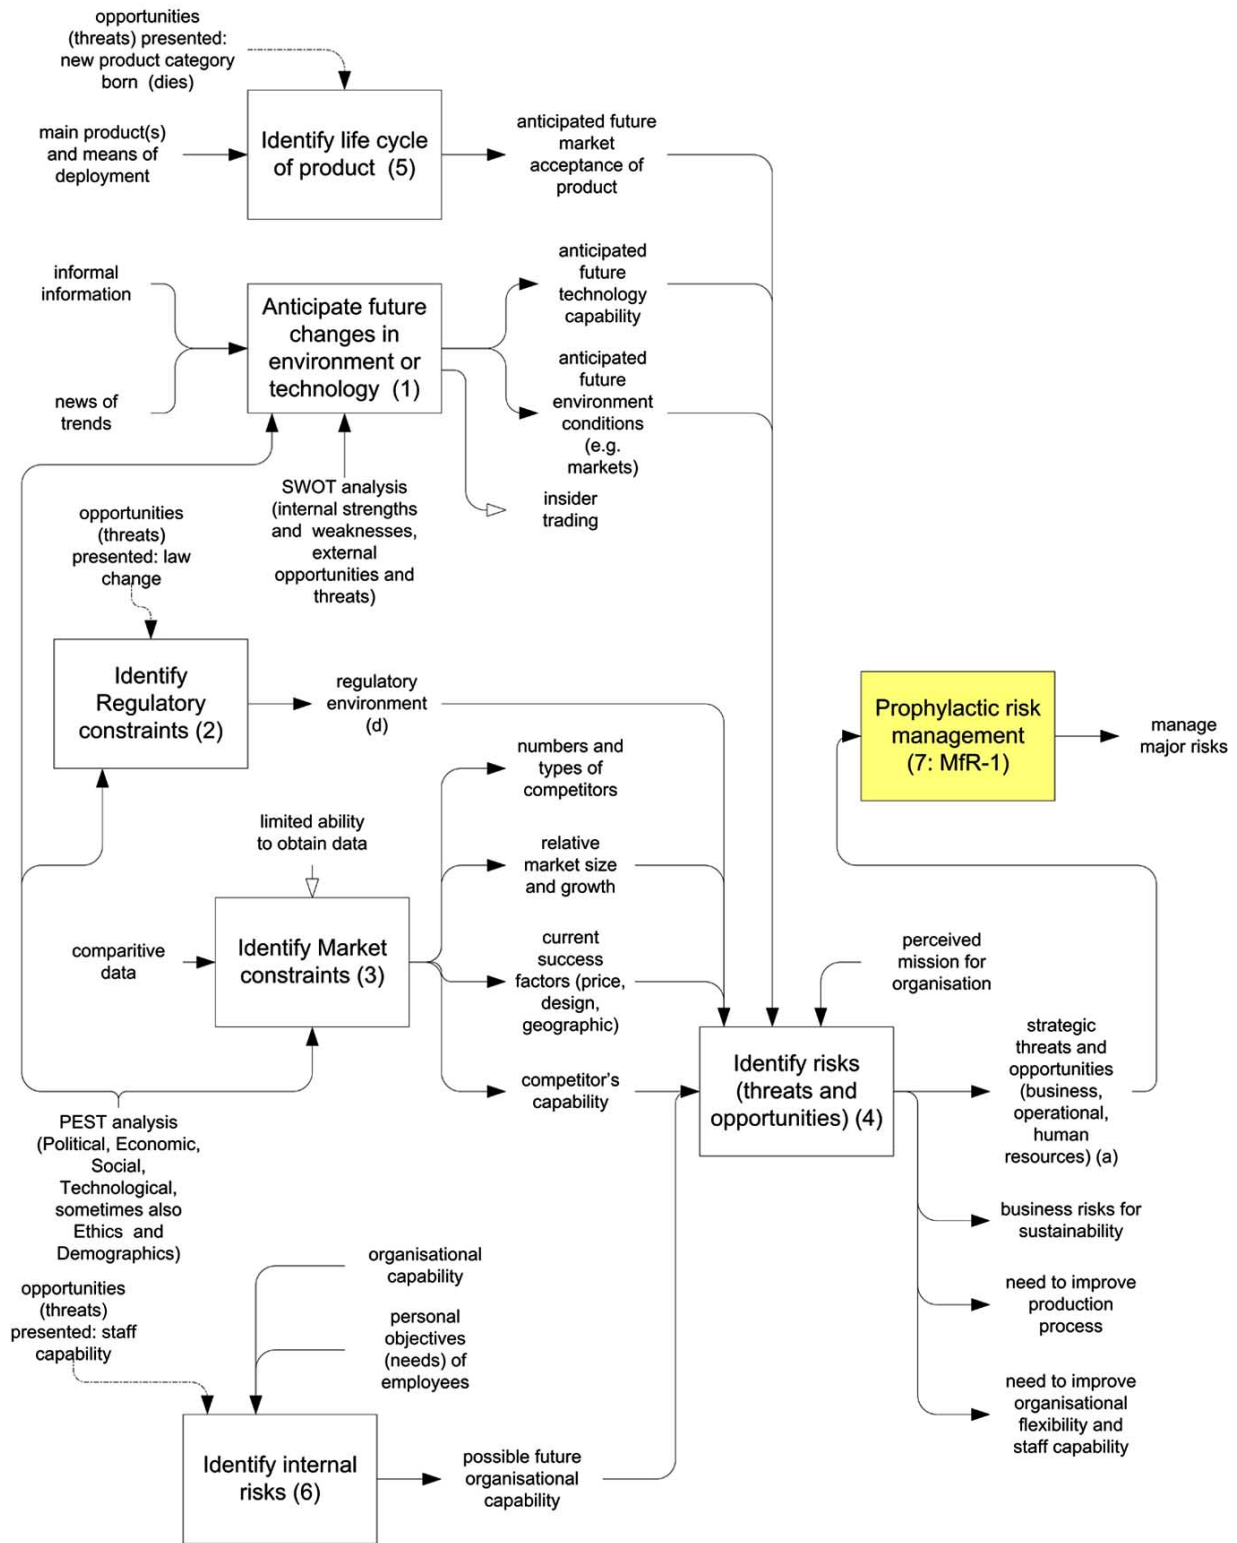 opportunities
(threats) presented:
new product category
born (dies)
main product(s)
and means of
deployment
Identify life cycle
of product (5)
anticipated future
market
acceptance of
product
informal
information
news of
trends
Anticipate future
changes in
environment or
technology (1)
anticipated
future
technology
capability
anticipated
future
environment
conditions
(e.g.
markets)
insider
trading
SWOT analysis
(internal strengths
and weaknesses,
external
opportunities and
threats)
opportunities
(threats)
presented: law
change
Identify
Regulatory
constraints (2)
regulatory
environment
(d)
numbers and
types of
competitors
limited ability
to obtain data
relative
market size
and growth
comparitive
data
Identify Market
constraints (3)
current
success
factors (price,
design,
geographic)
competitor's
capability
Prophylactic risk
management
(7: MfR-1)
manage
major risks
perceived
mission for
organisation
Identify risks
(threats and
opportunities) (4)
strategic
threats and
opportunities
(business,
operational,
human
resources) (a)
business risks for
sustainability
need to improve
production
process
need to improve
organisational
flexibility and
staff capability
PEST analysis
(Political, Economic,
Social,
Technological,
sometimes also
Ethics and
Demographics)
opportunities
(threats)
presented: staff
capability
organisational
capability
personal
objectives
(needs) of
employees
Identify internal
risks (6)
possible future
organisational
capability